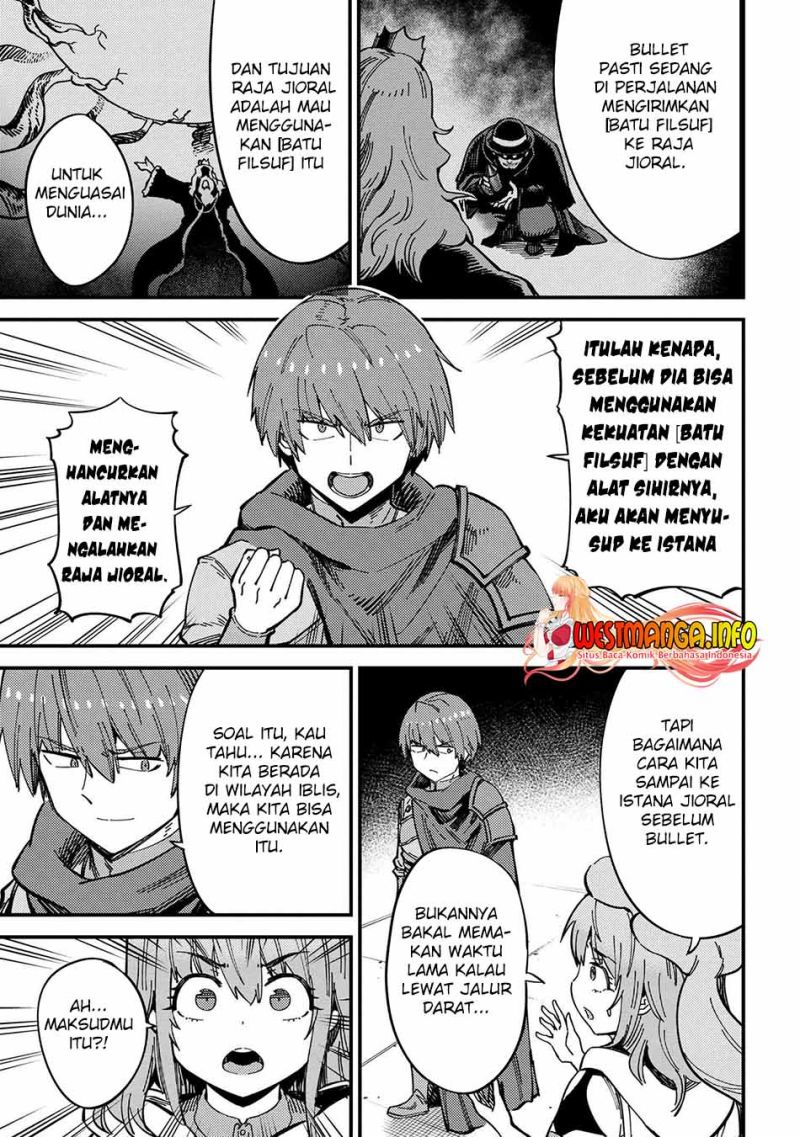 BULLET
PASTI SEDANG
DI PERJALANAN
MENGIRIMKAN
[BATU FILSUF]
KE RAJA
JIORAL.
DAN TUJUAN
RAJA JIORAL
ADALAH MAU
MENGGUNA-
KAN [BATU
FILSUF] ITU
UNTUK
MENGUASAI
DUNIA...
ITULAH KENAPA,
SEBELUM DIA BISA
MENGGUNAKAN
KEKUATAN [BATU
FILSUF] DENGAN
ALAT SIHIRNYA,
AKU AKAN MENYU-
SUP KE ISTANA
MENG-
HANCURKAN
ALATNYA
DAN ME-
NGALAHKAN
RAJA JIORAL.
WESTMANGA.INFO
Situs Baca Komik Berbahasa Indonesia
TAPI
BAGAIMANA
CARA KITA
SAMPAI KE
ISTANA JIORAL
SEBELUM
BULLET.
BUKANNYA
BAKAL MEMA-
KAN WAKTU
LAMA KALAU
LEWAT JALUR
DARAT...
SOAL ITU, KAU
TAHU... KARENA
KITA BERADA
DI WILAYAH IBLIS,
MAKA KITA BISA
MENGGUNAKAN
ITU.
AH...
MAKSUDMU
ITU?!